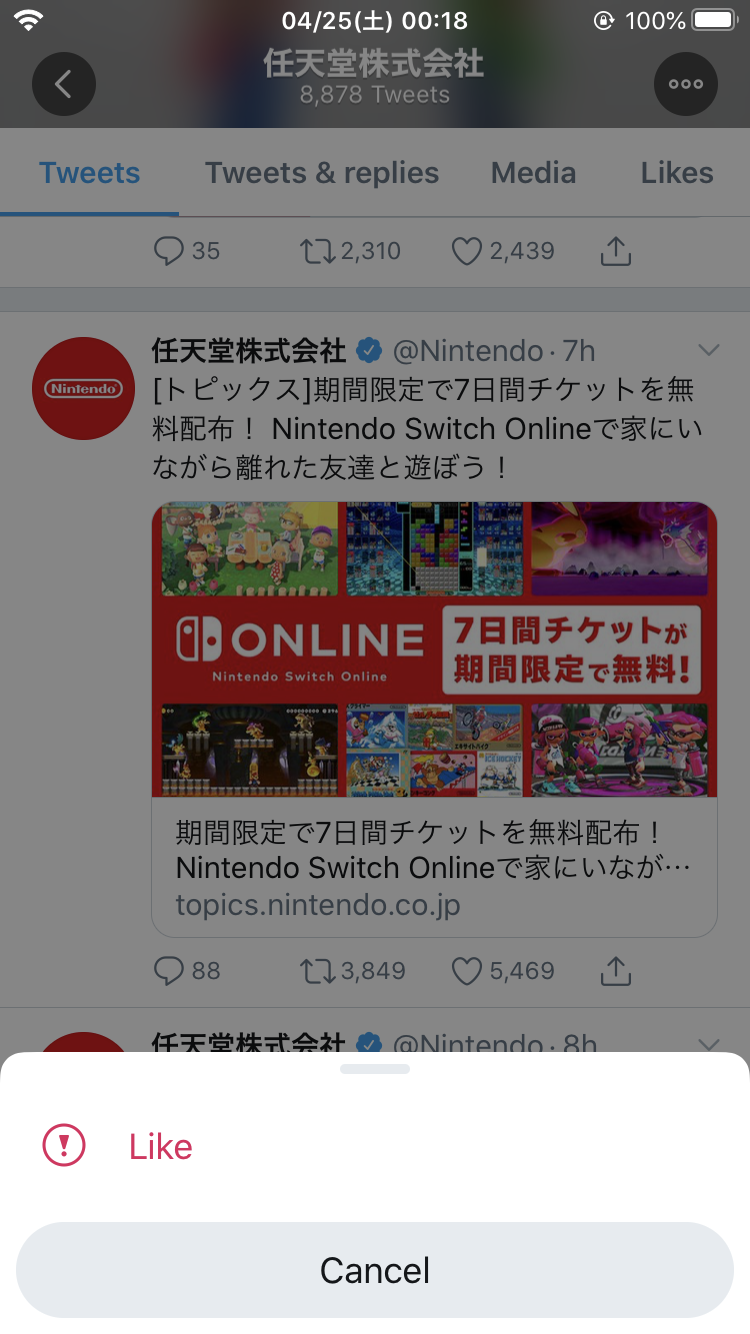 04/25(土) 00:18
100%
任天堂株式会社
8,878 Tweets
Tweets Tweets & replies Media Likes
35 2,310 2,439
任天堂株式会社 @Nintendo · 7h
Nintendo
[トピックス]期間限定で7日間チケットを無
料配布！ Nintendo Switch Onlineで家にい
ながら離れた友達と遊ぼう！
ONLINE
Nintendo Switch Online
7日間チケットが
期間限定で無料!
ICE HOCKEY
期間限定で7日間チケットを無料配布！
Nintendo Switch Onlineで家にいなが…
topics.nintendo.co.jp
88 3,849 5,469
任天堂株式会社 @Nintendo · 8h
Like
Cancel